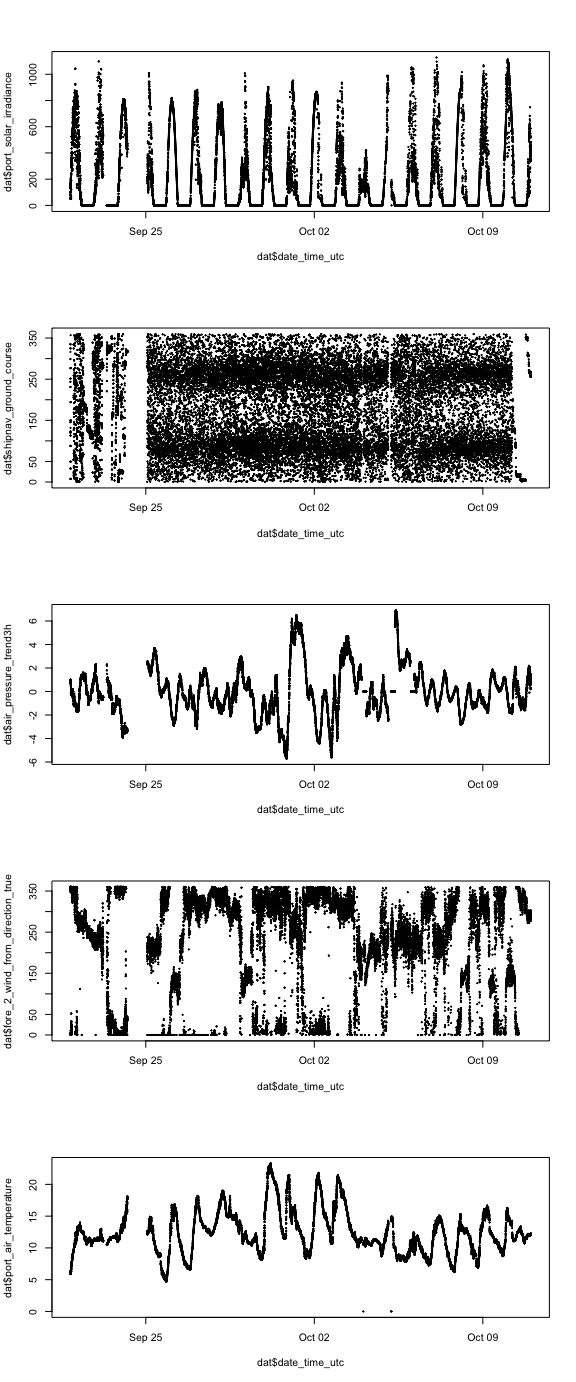 dat$port_solar_irradiance
1000
600
200
0
Sep 25 Oct 02 Oct 09
dat$date_time_utc
dat$shipnav_ground_course
350
250
150
50
0
Sep 25 Oct 02 Oct 09
dat$date_time_utc
dat$air_pressure_trend3h
6
4
2
0
-2
-4
-6
Sep 25 Oct 02 Oct 09
dat$date_time_utc
dat$fore_2_wind_from_direction_true
350
250
150
50
0
Sep 25 Oct 02 Oct 09
dat$date_time_utc
dat$port_air_temperature
20
15
10
5
0
Sep 25 Oct 02 Oct 09
dat$date_time_utc